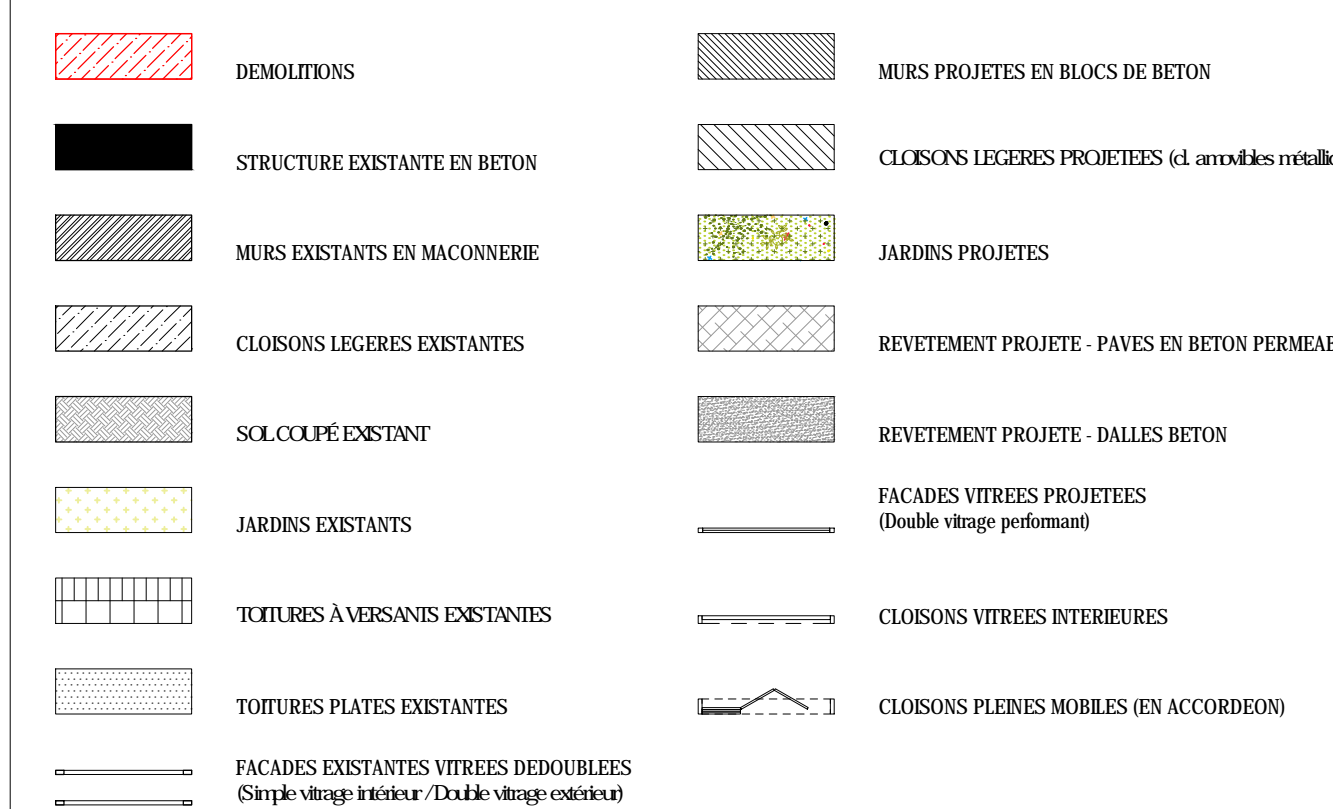 DEMOLITIONS
STRUCTURE EXISTANTE EN BETON
MURS EXISTANTS EN MACONNERIE
CLOISONS LEGERES EXISTANTES
SOL COUPÉ EXISTANT
JARDINS EXISTANTS
TOITURES À VERSANTS EXISTANTES
TOITURES PLATES EXISTANTES
FACADES EXISTANTES VITREES DEDOUBLEES
(Simple vitrage intérieur / Double vitrage extérieur)
MURS PROJETES EN BLOCS DE BETON
CLOISONS LEGERES PROJETEES (cl. amovibles
JARDINS PROJETES
REVETEMENT PROJETE - PAVES EN BETON
REVETEMENT PROJETE - DALLES BETON
FACADES VITREES PROJETEES
(Double vitrage performant)
CLOISONS VITREES INTERIEURES
CLOISONS PLEINES MOBILES (EN ACCORDEON)